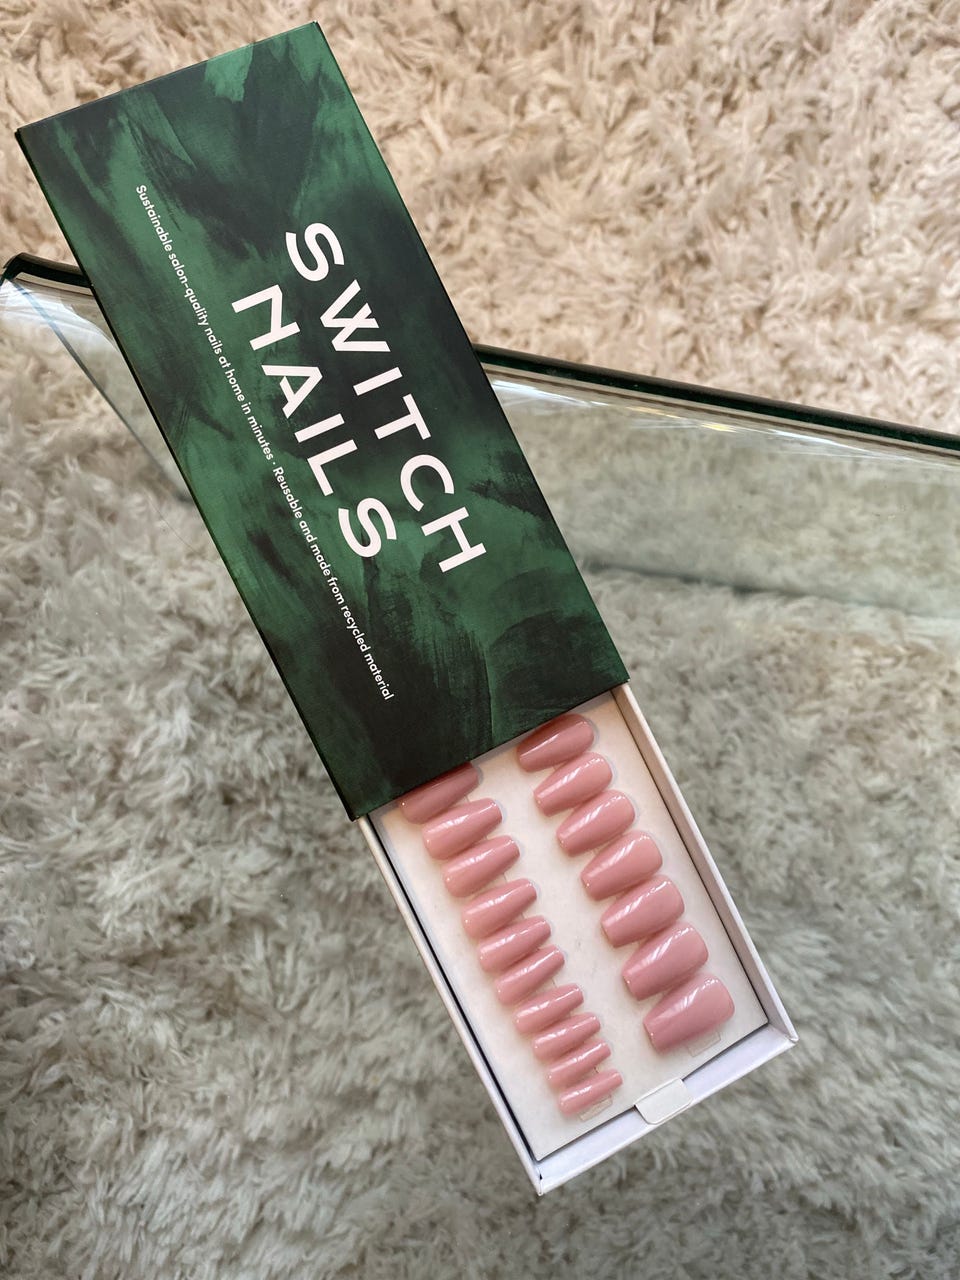 SWITCH
NAILS
Sustainable salon-quality nails at home in minutes · Reusable and made from recycled material